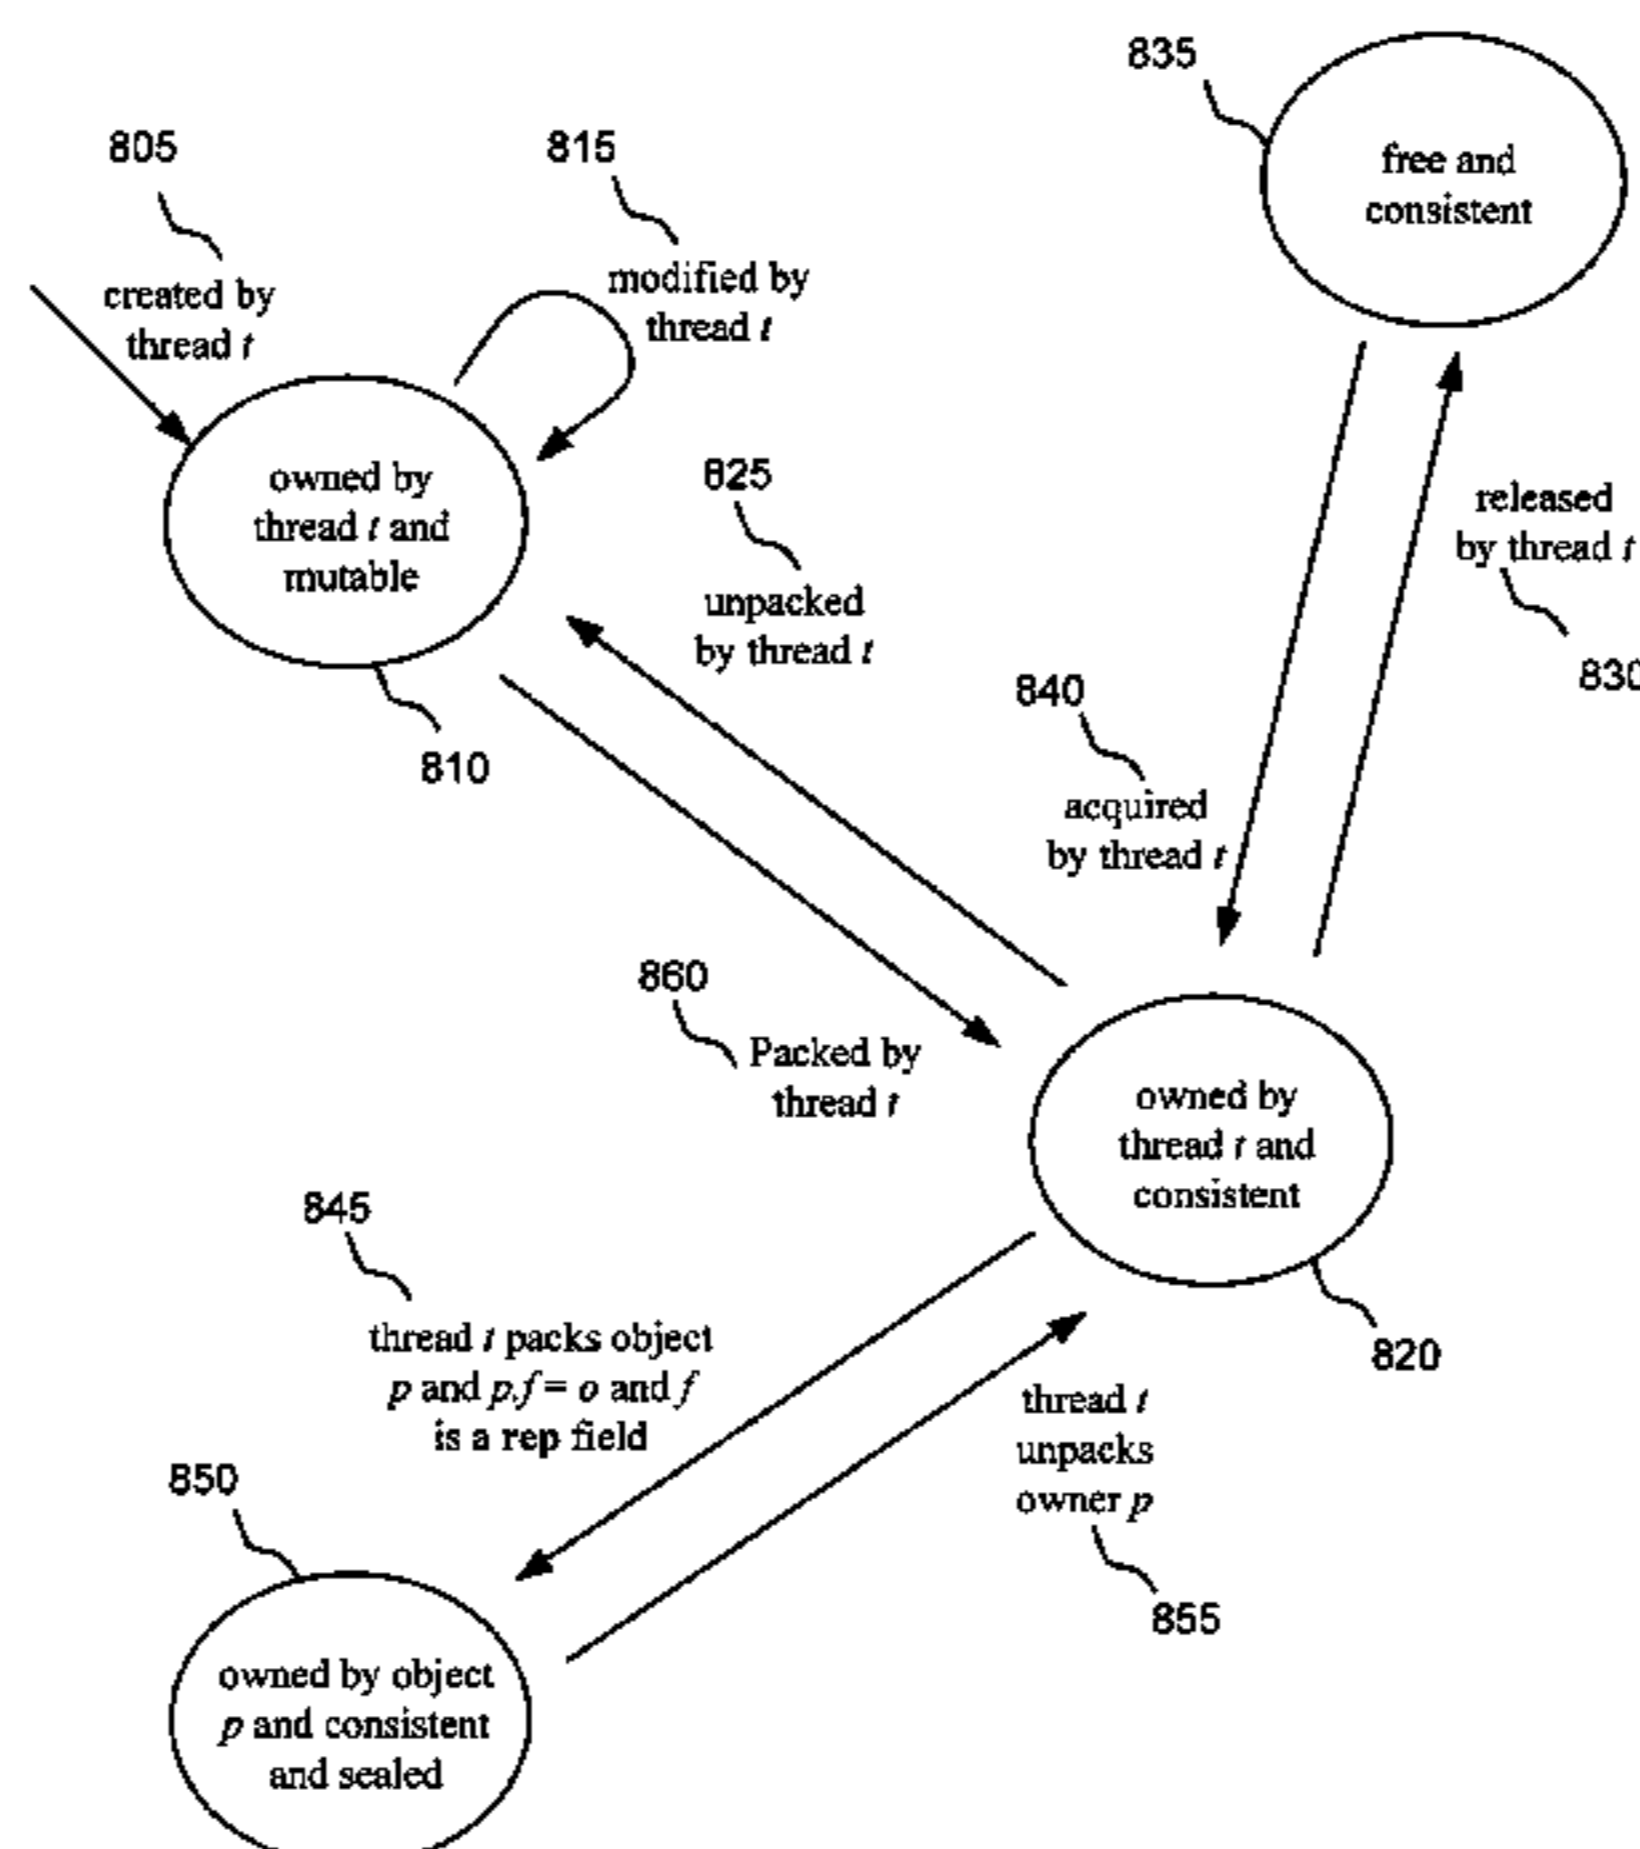 835
free and
consistent
805
815
created by
thread t
modified by
thread t
owned by
thread t and
mutable
825
unpacked
by thread t
released
by thread t
830
810
840
acquired
by thread t
860
Packed by
thread t
owned by
thread t and
consistent
820
845
thread t packs object
p and p.f = o and f
is a rep field
thread t
unpacks
owner p
855
850
owned by object
p and consistent
and sealed